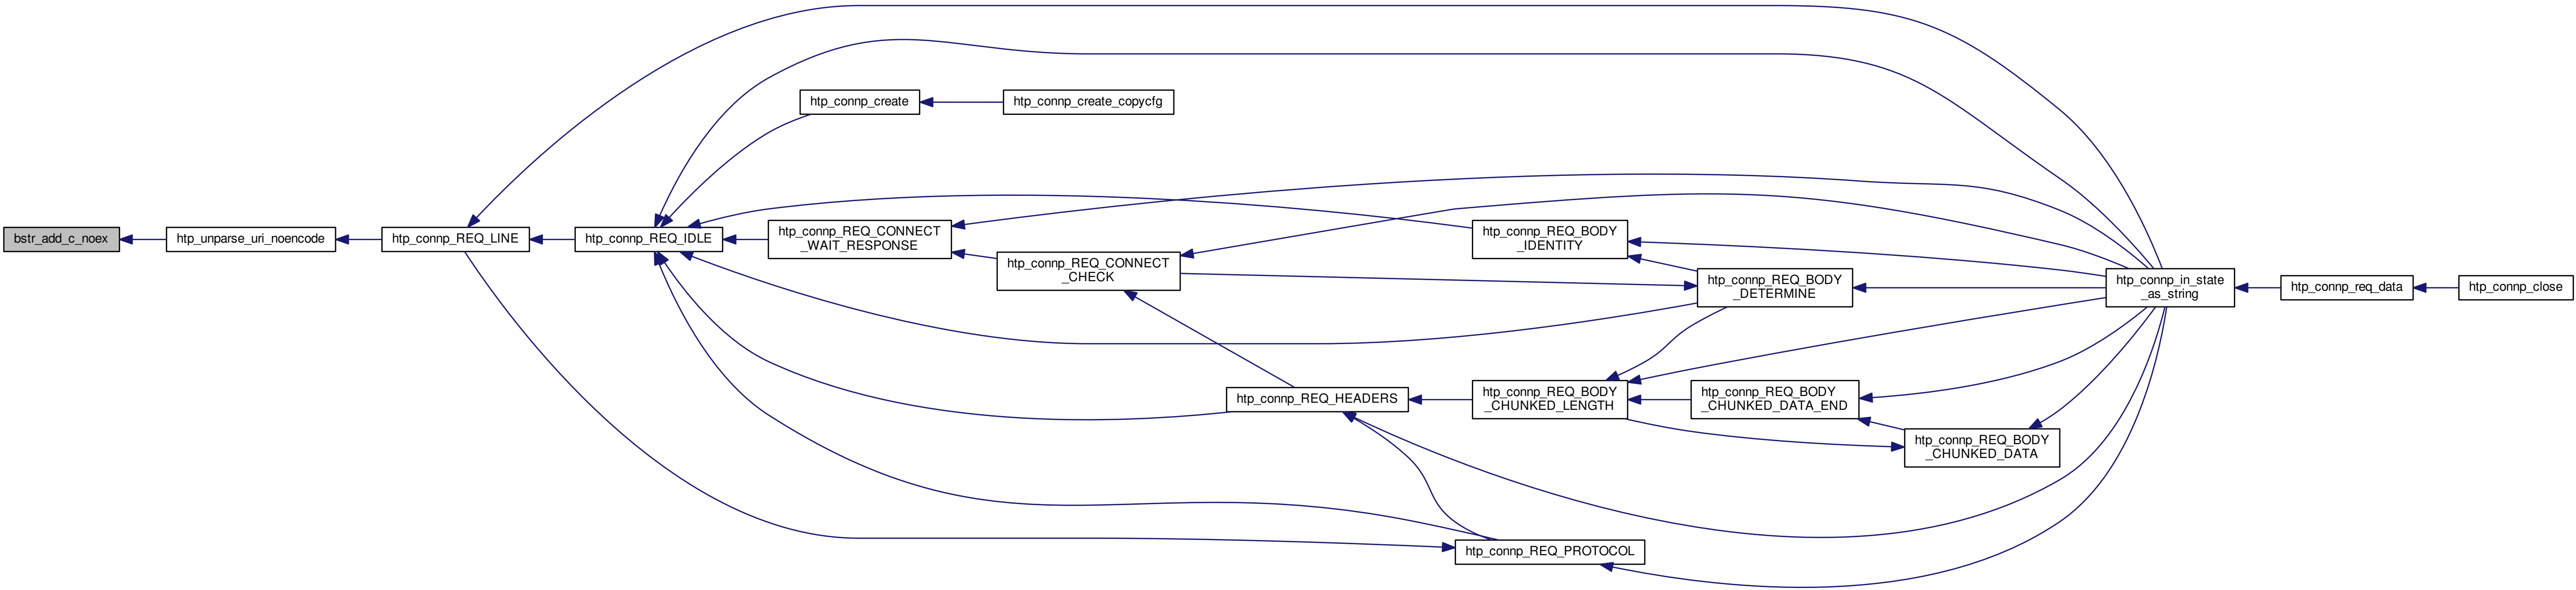 bstr_add_c_noex
htp_unparse_uri_noencode
htp_connp_REQ_LINE
htp_connp_REQ_IDLE
htp_connp_create
htp_connp_create_copycfg
htp_connp_REQ_CONNECT
_WAIT_RESPONSE
htp_connp_REQ_CONNECT
_CHECK
htp_connp_REQ_HEADERS
htp_connp_REQ_BODY
_IDENTITY
htp_connp_REQ_BODY
_DETERMINE
htp_connp_REQ_BODY
_CHUNKED_LENGTH
htp_connp_REQ_BODY
_CHUNKED_DATA_END
htp_connp_REQ_BODY
_CHUNKED_DATA
htp_connp_REQ_PROTOCOL
htp_connp_in_state
_as_string
htp_connp_req_data
htp_connp_close